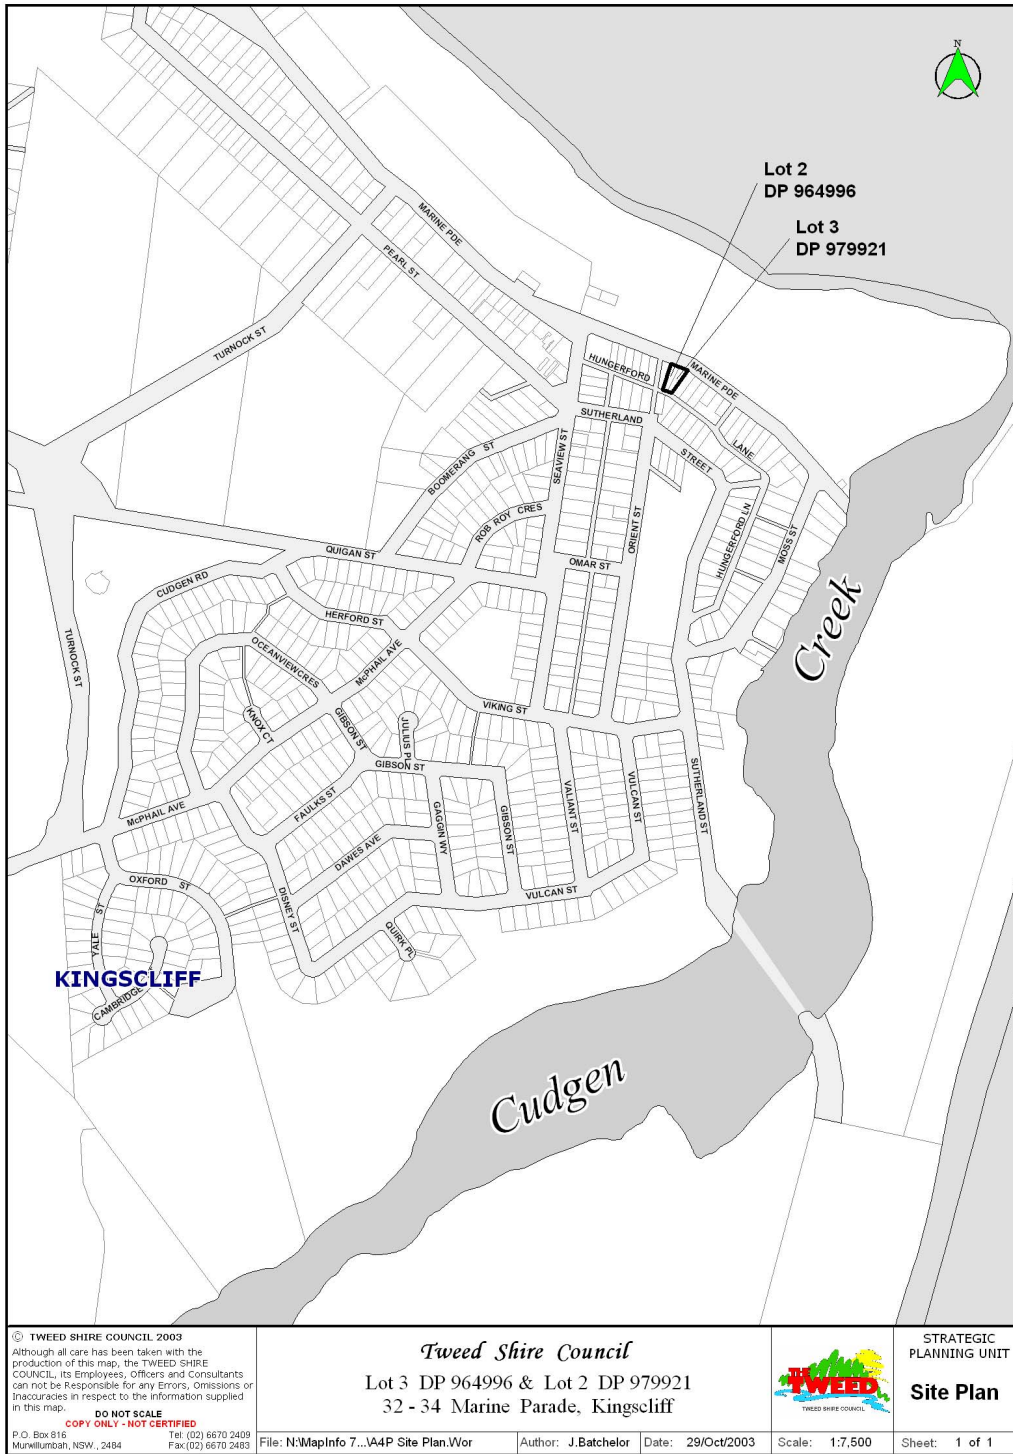 N
Lot 2
DP 964996
Lot 3
DP 979921
MARINE PDE
PEARL ST
TURNOCK ST
HUNGERFORD
MARINE PDE
SUTHERLAND
LANE
STREET
BOOMERANG ST
SEAVIEW ST
ROB ROY CRES
ORIENT ST
HUNGERFORD LN
MOSS ST
QUIGAN ST
OMAR ST
CUDGEN RD
HERFORD ST
TURNOCK ST
OCEANVIEWCRES
McPHAIL AVE
Creek
KNOX CT
GIBSON ST
JULIUS PL
VIKING ST
GIBSON ST
SUTHERLAND ST
VALIANT ST
VULCAN ST
FAULKS ST
McPHAIL AVE
GAGGIN WY
GIBSON ST
DAWES AVE
OXFORD ST
DISNEY ST
VULCAN ST
YALE ST
QUIRK PL
KINGSCLIFF
CAMBRIDGE
Cudgen
© TWEED SHIRE COUNCIL 2003
Although all care has been taken with the
production of this map, the TWEED SHIRE
COUNCIL, its Employees, Officers and Consultants
can not be Responsible for any Errors, Omissions or
Inaccuracies in respect to the information supplied
in this map.
DO NOT SCALE
COPY ONLY - NOT CERTIFIED
P.O. Box 816 Tel: (02) 6670 2409
Murwillumbah, NSW., 2484 Fax:(02) 6670 2483
Tweed Shire Council
Lot 3 DP 964996 & Lot 2 DP 979921
32 - 34 Marine Parade, Kingscliff
File: N:\MapInfo 7...\A4P Site Plan.Wor Author: J.Batchelor Date: 29/Oct/2003
THE
TWEED
TWEED SHIRE COUNCIL
Scale: 1:7,500
STRATEGIC
PLANNING UNIT
Site Plan
Sheet: 1 of 1